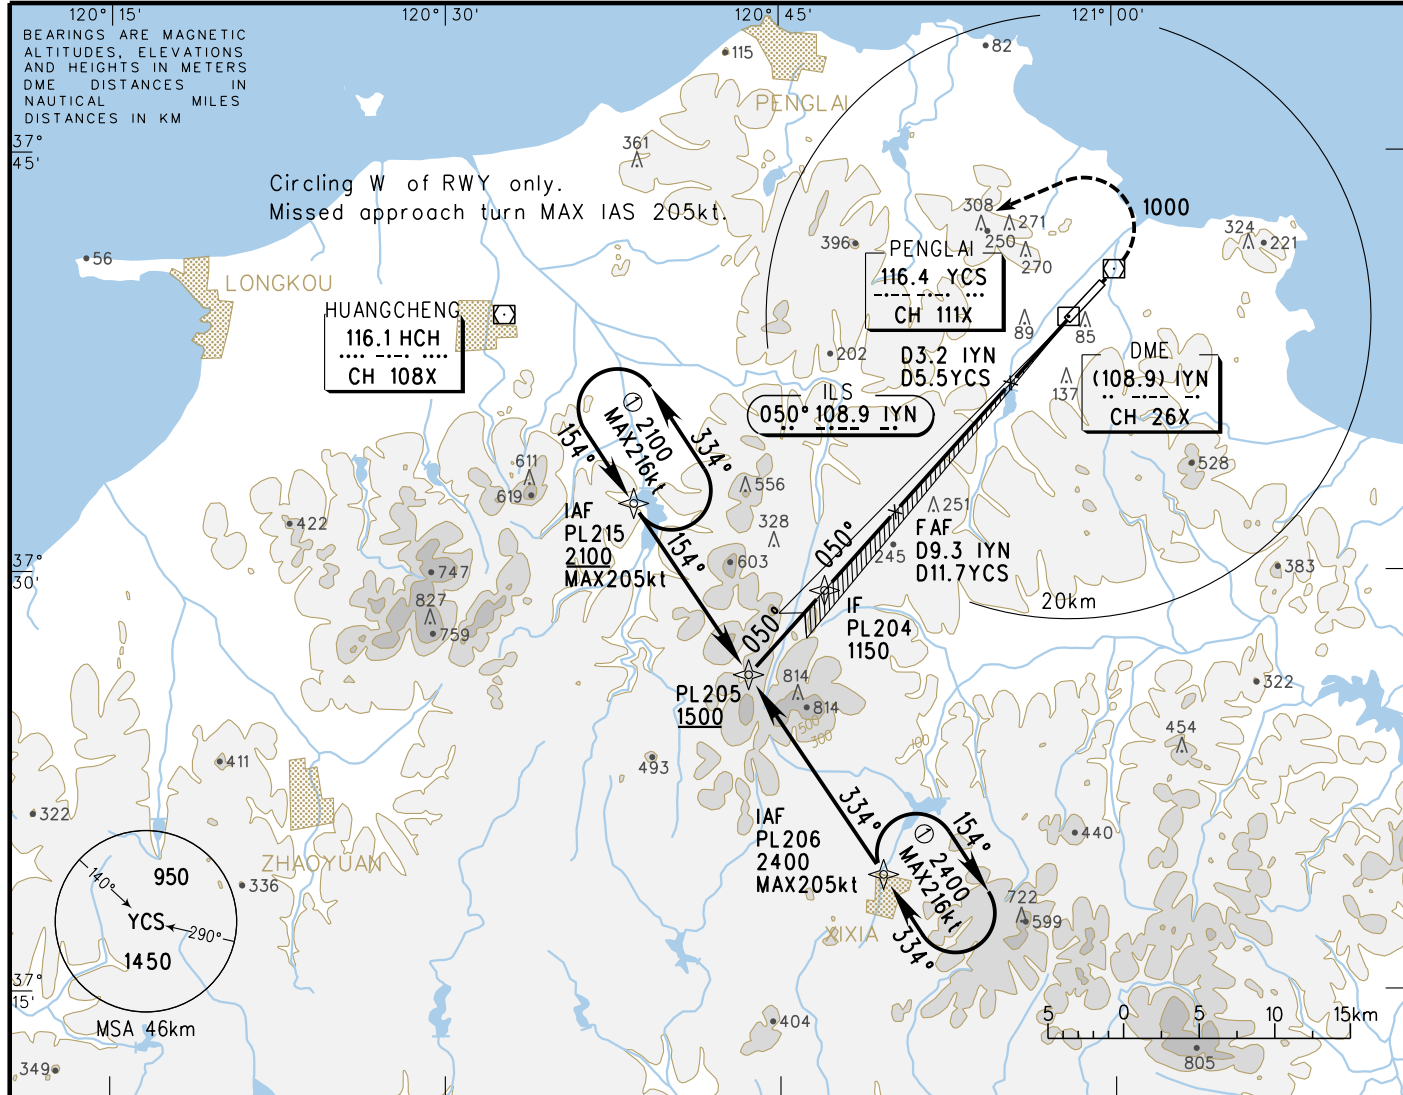 120° 15'
120° 30'
120° 45'
121° 00'
BEARINGS ARE MAGNETIC
ALTITUDES, ELEVATIONS
AND HEIGHTS IN METERS
DME DISTANCES IN
NAUTICAL MILES
DISTANCES IN KM
115
82
PENGLAI
37°
45'
361
Circling W of RWY only.
Missed approach turn MAX IAS 205kt.
308
271
250
270
1000
324
221
396
56
LONGKOU
PENGLAI
116.4 YCS
CH 111X
HUANGCHENG
116.1 HCH
CH 108X
89
85
202
D3.2 IYN
D5.5YCS
DME
(108.9) IYN
CH 26X
137
ILS
050° 108.9 IYN
① 2100
MAX216kt
154°
334°
611
619
556
528
IAF
PL215
2100
MAX205kt
154°
328
251
422
FAF
D9.3 IYN
D11.7YCS
245
050°
603
383
37°
30'
747
827
759
20km
IF
PL204
1150
050°
814
814
PL205
1500
500
300
100
322
454
411
493
322
440
IAF
PL206
2400
MAX205kt
334°
① 2400
MAX216kt
154°
334°
ZHAOYUAN
336
722
599
XIXIA
950
140°
YCS
290°
1450
MSA 46km
37°
15'
404
5 0 5 10 15km
805
349